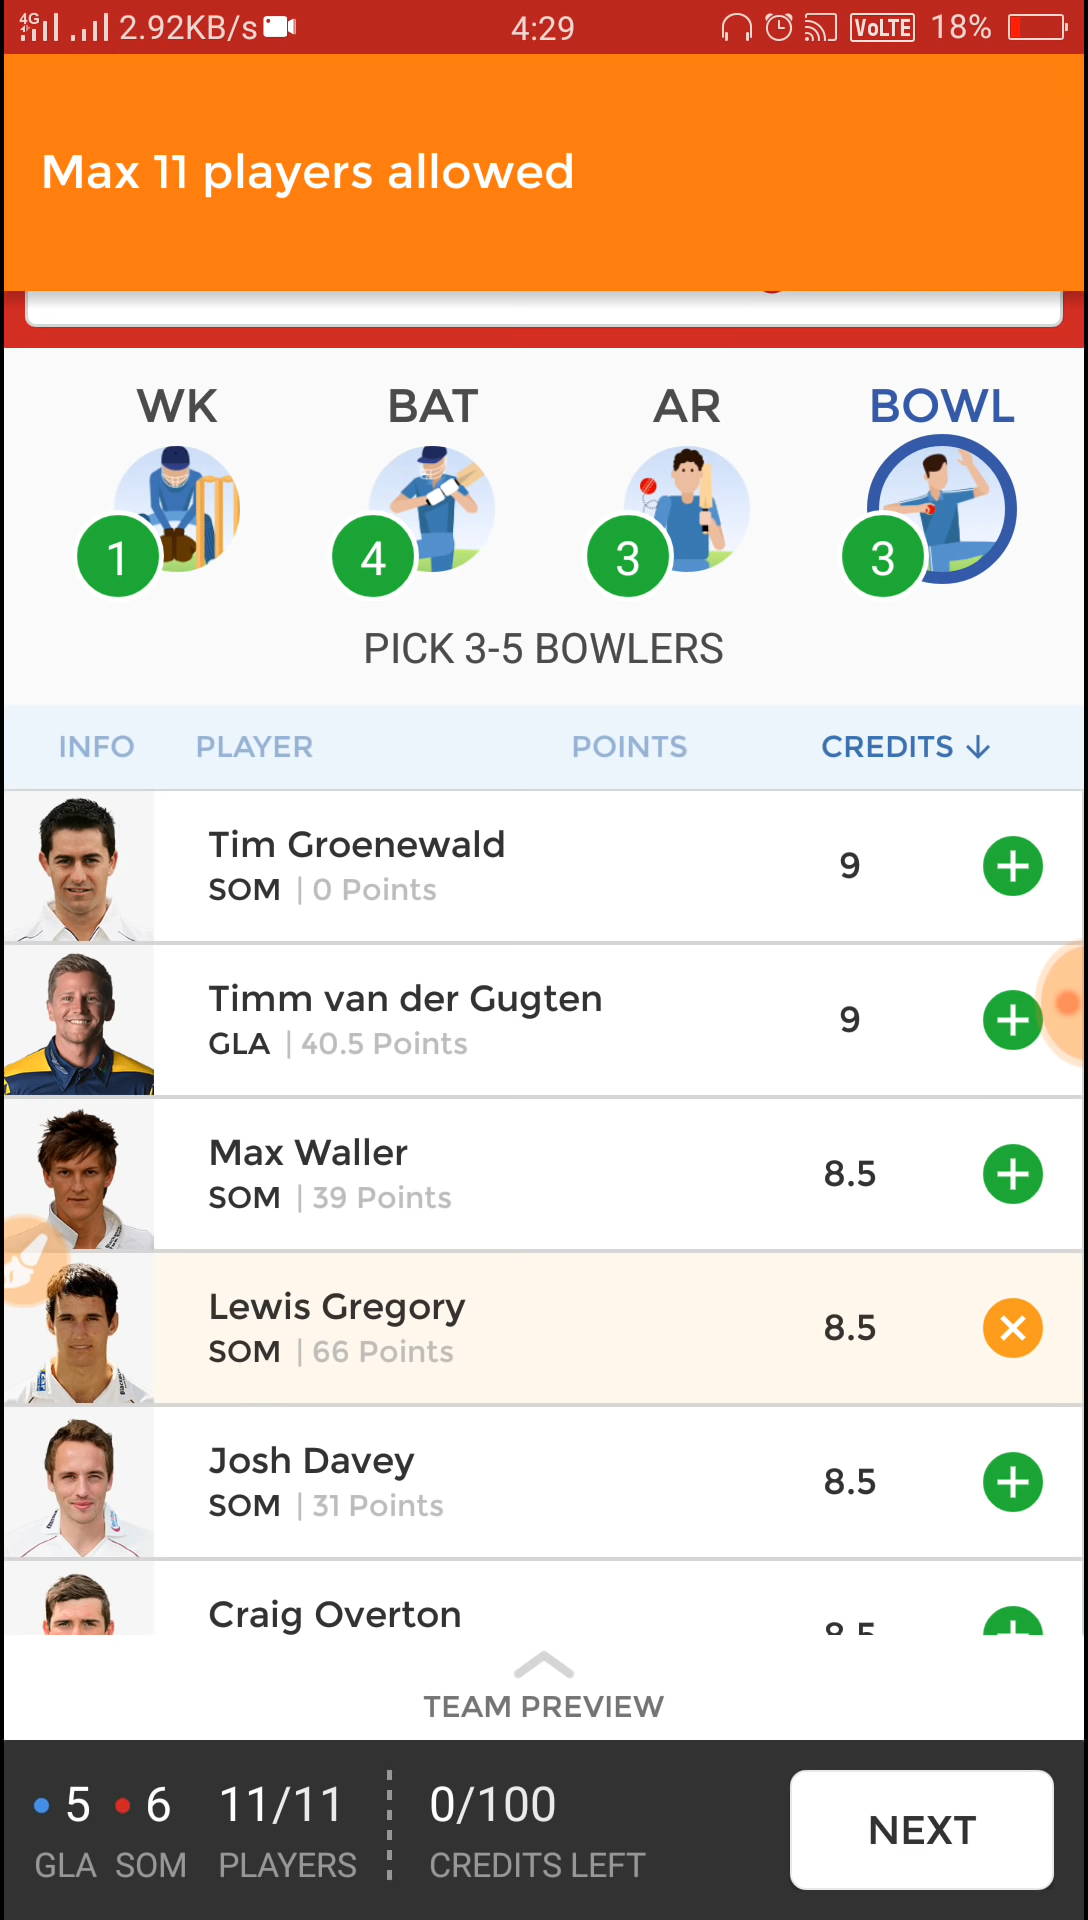 4G 2.92KB/s 4:29 VoLTE 18%
Max 11 players allowed
WK BAT AR BOWL
1 4 3 3
PICK 3-5 BOWLERS
INFO PLAYER POINTS CREDITS ↓
Tim Groenewald
SOM | 0 Points 9
Timm van der Gugten
GLA | 40.5 Points 9
Max Waller
SOM | 39 Points 8.5
Lewis Gregory
SOM | 66 Points 8.5
Josh Davey
SOM | 31 Points 8.5
Craig Overton
8.5
TEAM PREVIEW
5 6 11/11 0/100
GLA SOM PLAYERS CREDITS LEFT
NEXT